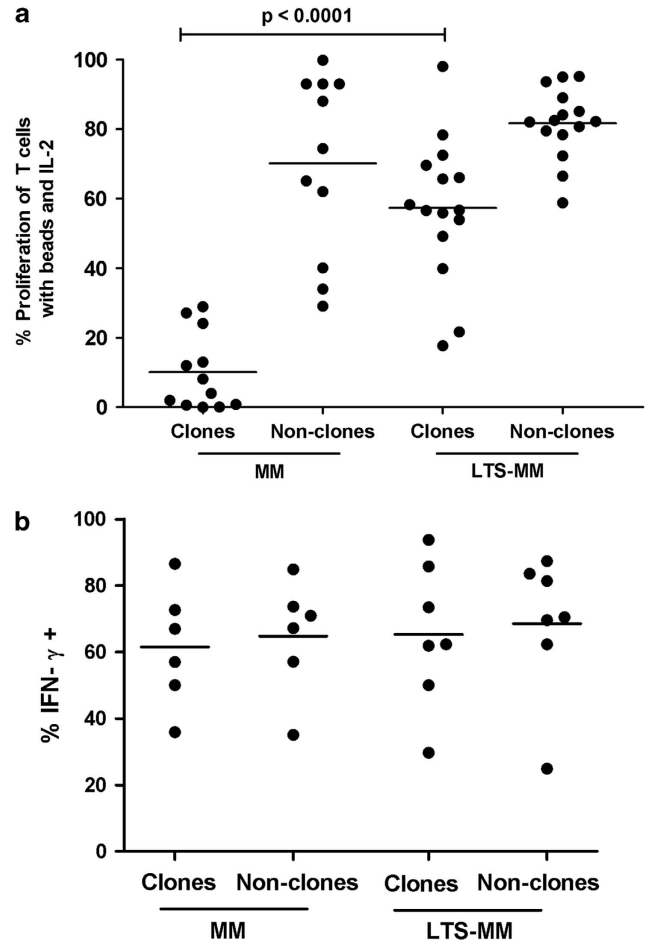 a
p < 0.0001
% Proliferation of T cells
with beads and IL-2
100
80
60
40
20
0
Clones Non-clones Clones Non-clones
MM LTS-MM
b
% IFN- γ +
100
80
60
40
20
0
Clones Non-clones Clones Non-clones
MM LTS-MM